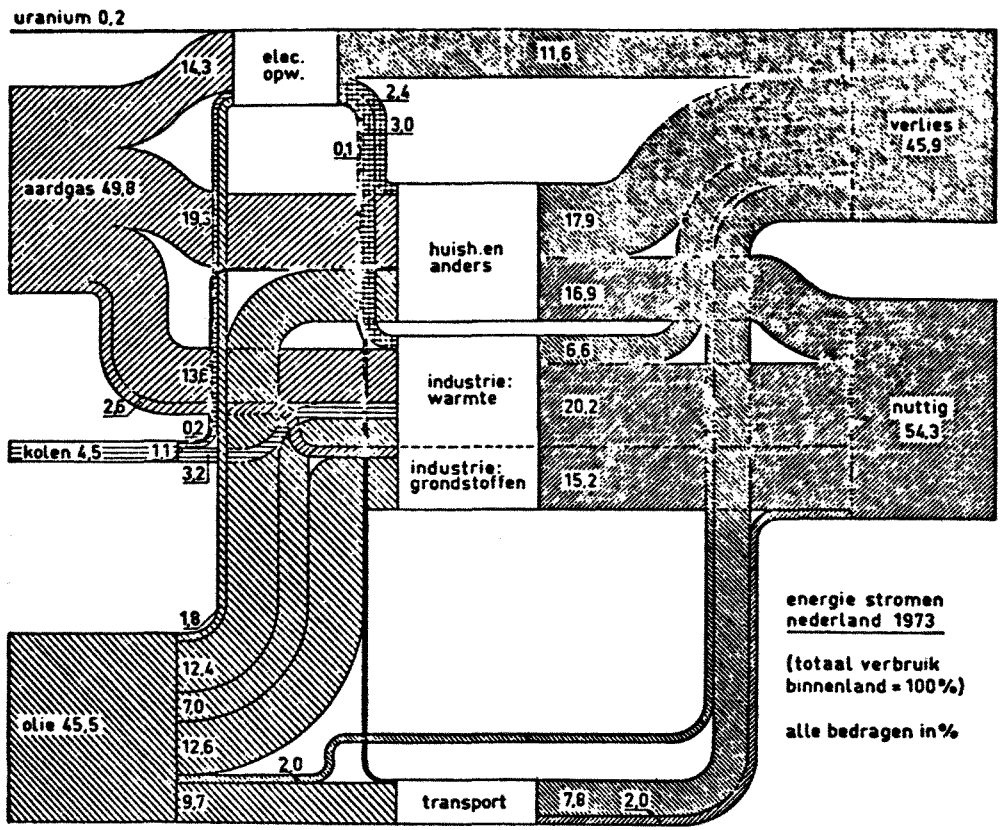 uranium 0,2
elec.
opw.
14,3
11,6
2,4
3,0
0,1
verlies
45,9
aardgas 49,8
19,3
huish.en
anders
17,9
16,9
6,6
13,6
industrie:
warmte
20,2
nuttig
54,3
2,6
0,2
kolen 4,5
1,1
3,2
industrie:
grondstoffen
15,2
1,8
12,4
7,0
olie 45,5
12,6
2,0
9,7
transport
7,8
2,0
energie stromen
nederland 1973
(totaal verbruik
binnenland = 100%)
alle bedragen in%